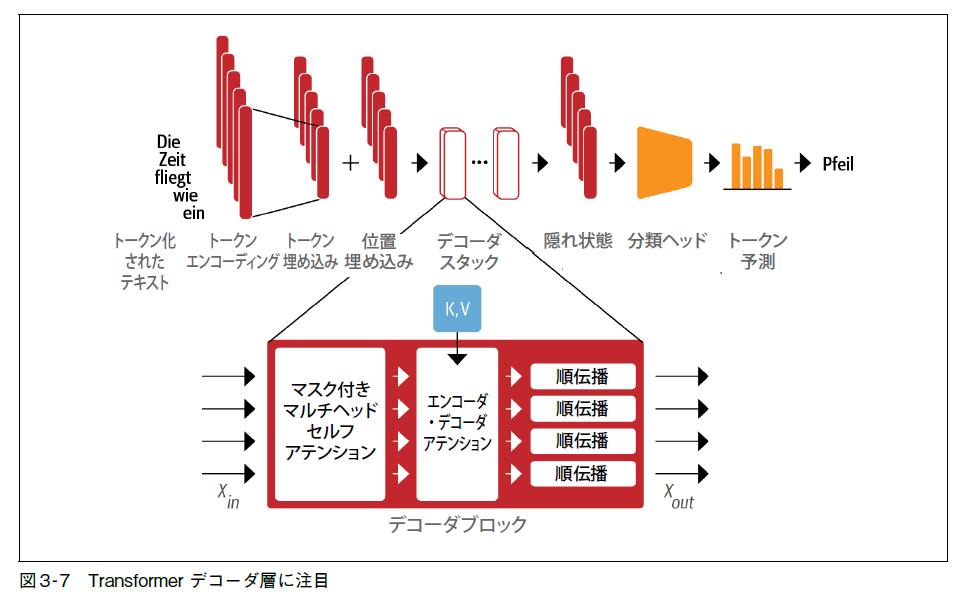 Die
Zeit
fliegt
wie
ein
Pfeil
トークン化
された
テキスト
トークン
エンコーディング
トークン
埋め込み
位置
埋め込み
デコーダ
スタック
隠れ状態
分類ヘッド
トークン
予測
K,V
マスク付き
マルチヘッド
セルフ
アテンション
エンコーダ
・デコーダ
アテンション
順伝播
順伝播
順伝播
順伝播
Xin
Xout
デコーダブロック
図3-7 Transformer デコーダ層に注目